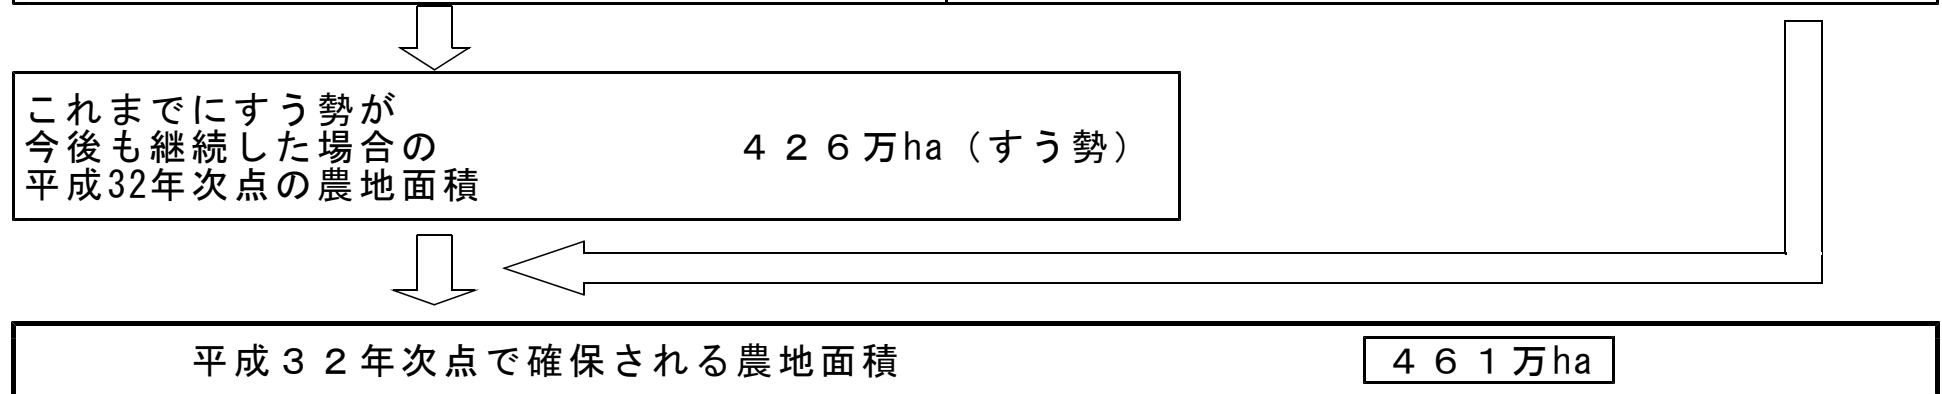 これまでにすう勢が
今後も継続した場合の
４２６万ha（すう勢）
平成32年次点の農地面積
平成３２年次点で確保される農地面積
４６１万ha